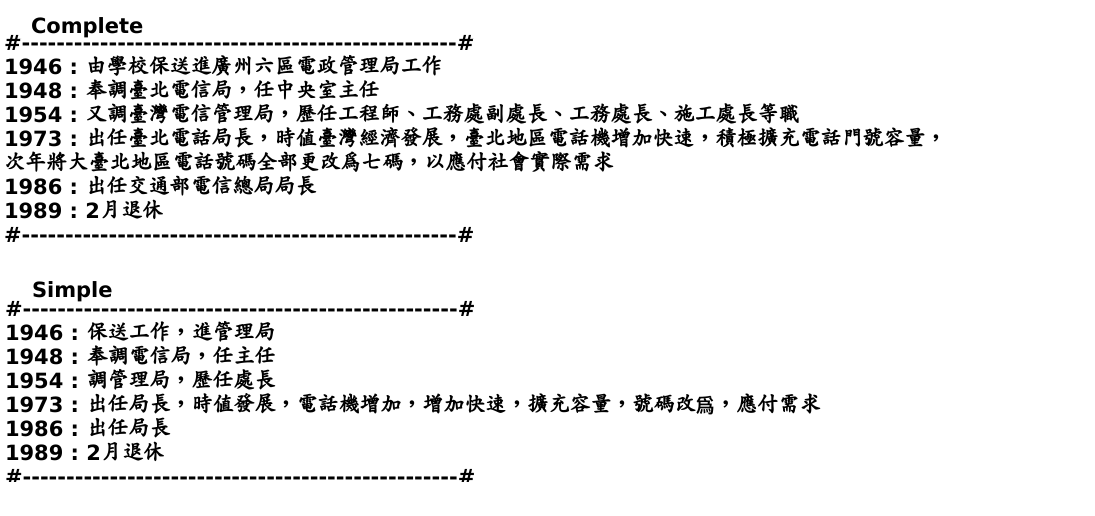 Complete
#--------------------------------------------------#
1946：由學校保送進廣州六區電政管理局工作
1948：奉調臺北電信局，任中央室主任
1954：又調臺灣電信管理局，歷任工程師、工務處副處長、工務處長、施工處長等職
1973：出任臺北電話局長，時值臺灣經濟發展，臺北地區電話機增加快速，積極擴充電話門號容量，
次年將大臺北地區電話號碼全部更改為七碼，以應付社會實際需求
1986：出任交通部電信總局局長
1989：2月退休
#--------------------------------------------------#
Simple
#--------------------------------------------------#
1946：保送工作，進管理局
1948：奉調電信局，任主任
1954：調管理局，歷任處長
1973：出任局長，時值發展，電話機增加，增加快速，擴充容量，號碼改為，應付需求
1986：出任局長
1989：2月退休
#--------------------------------------------------#